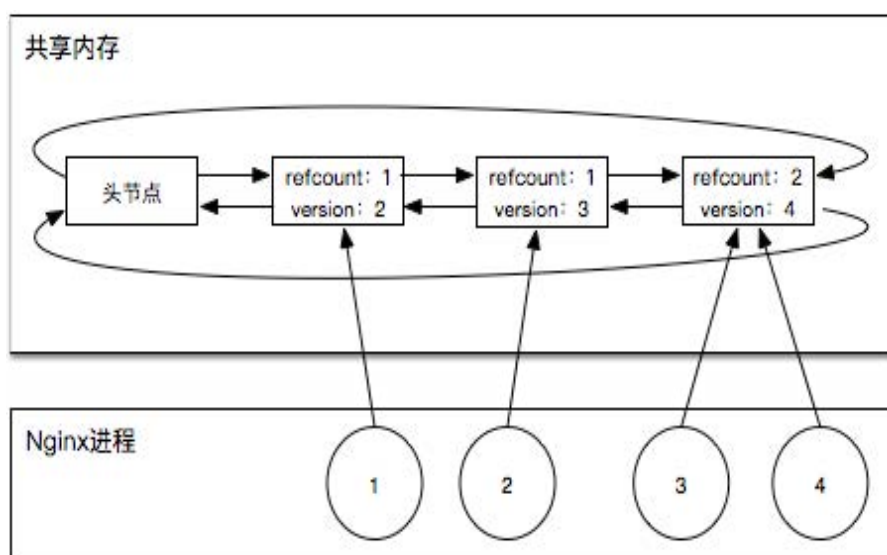 共享内存
头节点
refcount: 1
version: 2
refcount: 1
version: 3
refcount: 2
version: 4
Nginx进程
1
2
3
4